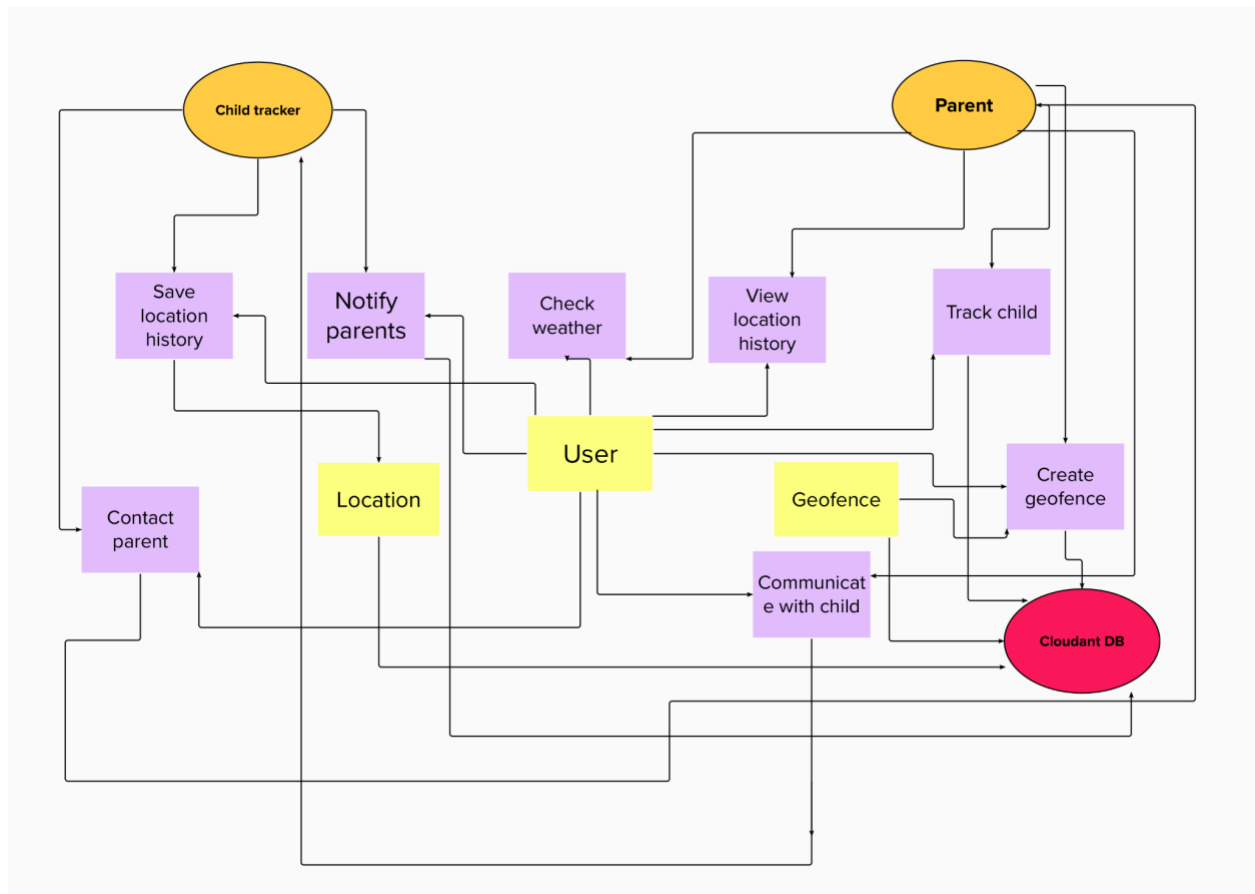 Child tracker
Parent
Save
location
history
Notify
parents
Check
weather
View
location
history
Track child
User
Location
Geofence
Create
geofence
Contact
parent
Communicat
e with child
Cloudant DB